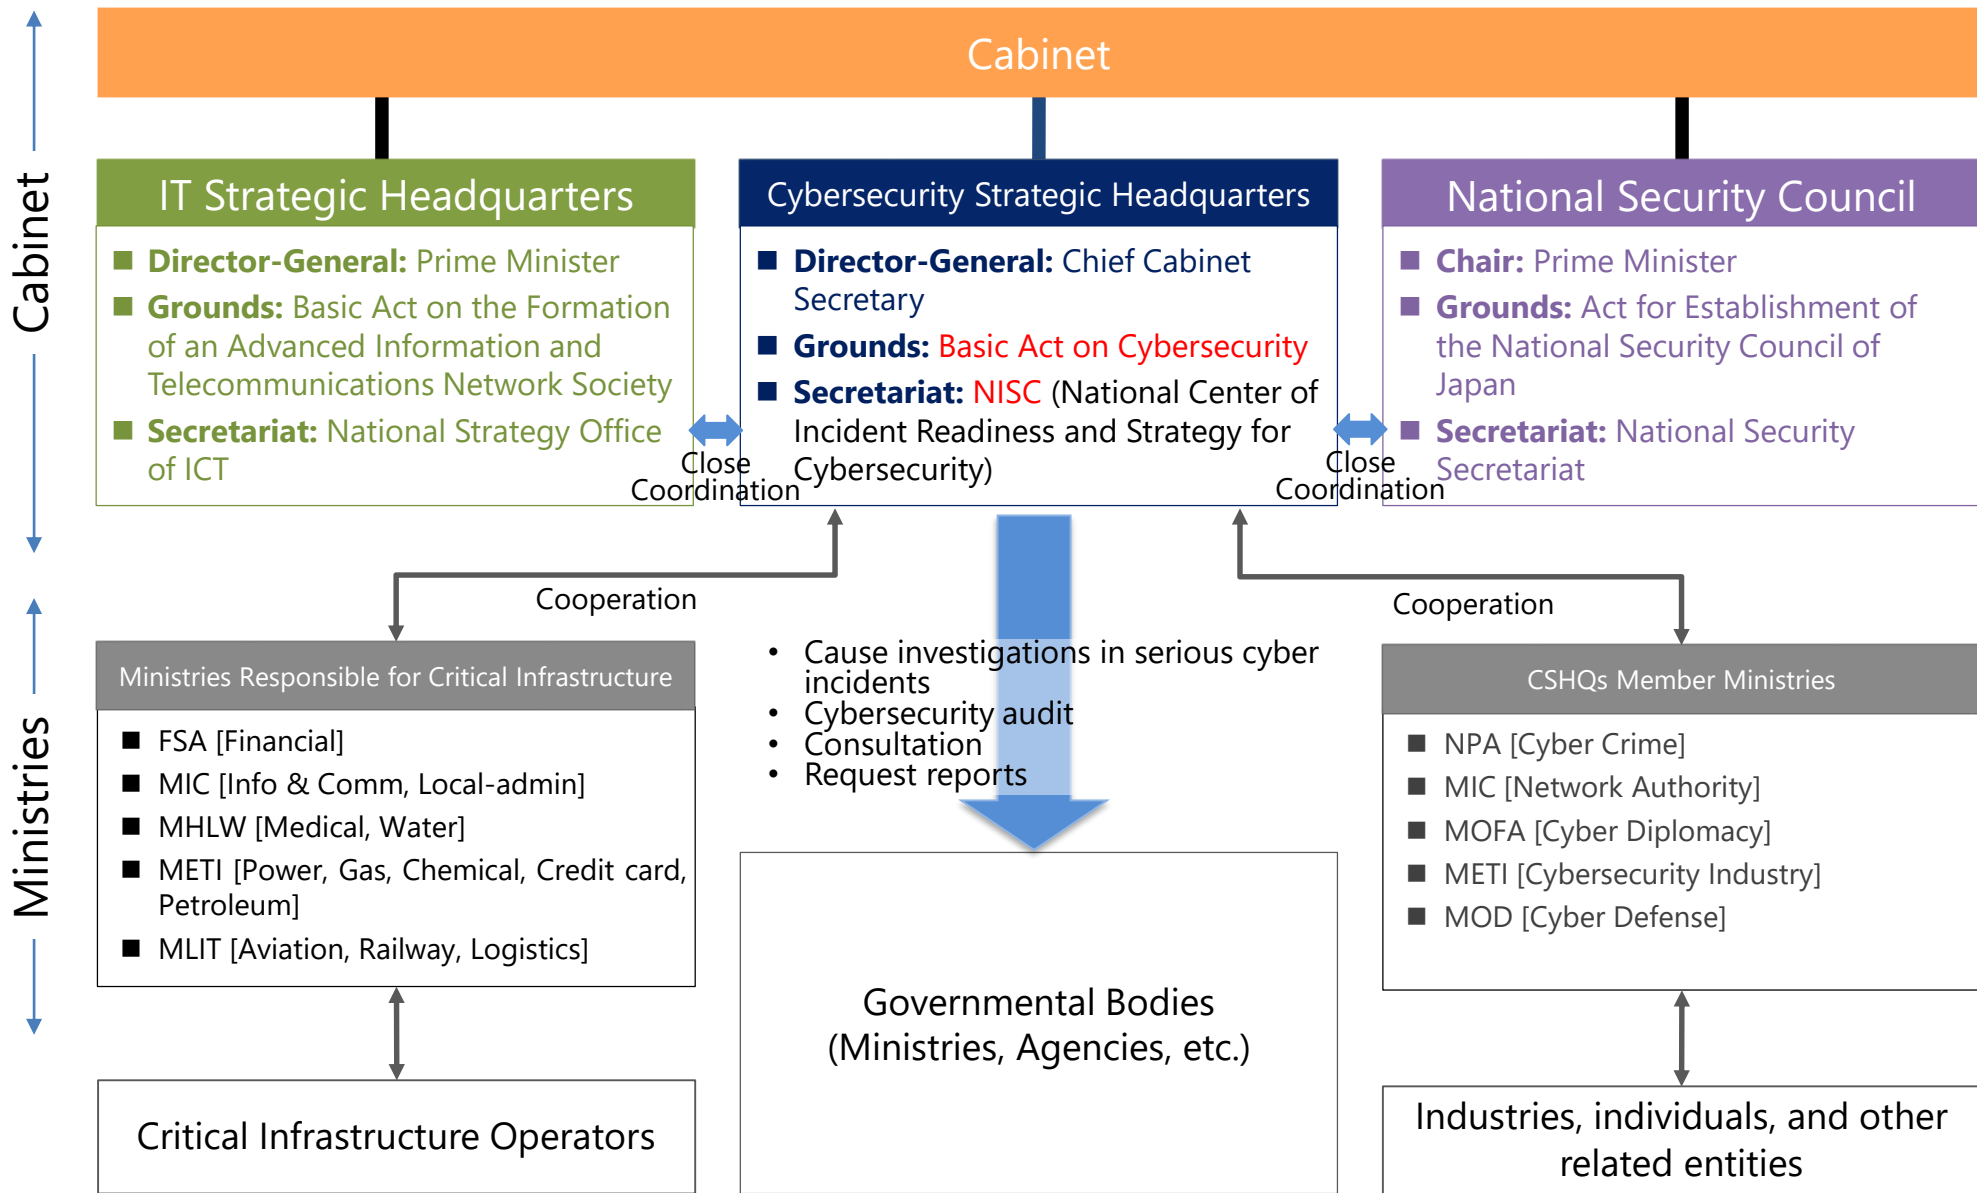 Cabinet
Cabinet
IT Strategic Headquarters
Director-General: Prime Minister
Grounds: Basic Act on the Formation
of an Advanced Information and
Telecommunications Network Society
Secretariat: National Strategy Office
of ICT
Close
Coordination
Cybersecurity Strategic Headquarters
Director-General: Chief Cabinet
Secretary
Grounds: Basic Act on Cybersecurity
Secretariat: NISC (National Center of
Incident Readiness and Strategy for
Cybersecurity)
Close
Coordination
National Security Council
Chair: Prime Minister
Grounds: Act for Establishment of
the National Security Council of
Japan
Secretariat: National Security
Secretariat
Ministries
Cooperation
Cooperation
Ministries Responsible for Critical Infrastructure
FSA [Financial]
MIC [Info & Comm, Local-admin]
MHLW [Medical, Water]
METI [Power, Gas, Chemical, Credit card,
Petroleum]
MLIT [Aviation, Railway, Logistics]
• Cause investigations in serious cyber
incidents
• Cybersecurity audit
• Consultation
• Request reports
CSHQs Member Ministries
NPA [Cyber Crime]
MIC [Network Authority]
MOFA [Cyber Diplomacy]
METI [Cybersecurity Industry]
MOD [Cyber Defense]
Critical Infrastructure Operators
Governmental Bodies
(Ministries, Agencies, etc.)
Industries, individuals, and other
related entities